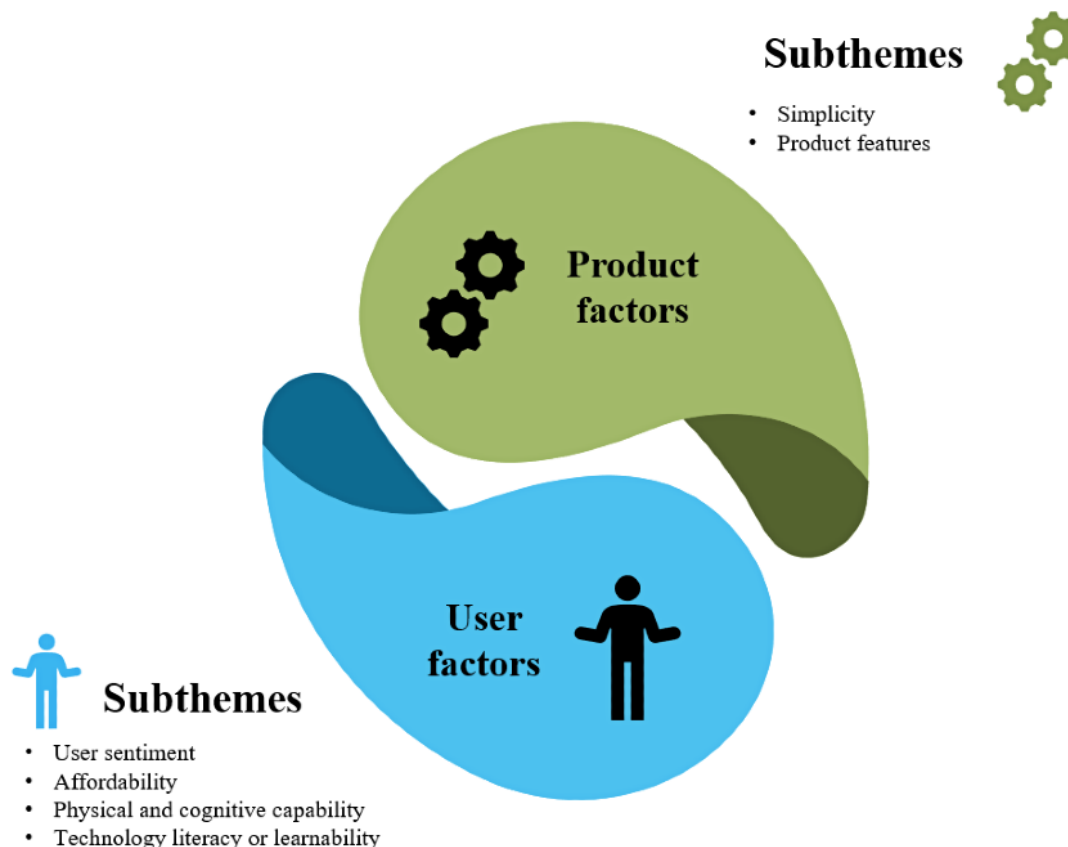 Subthemes
• Simplicity
• Product features
Product
factors
User
factors
Subthemes
• User sentiment
• Affordability
• Physical and cognitive capability
• Technology literacy or learnability